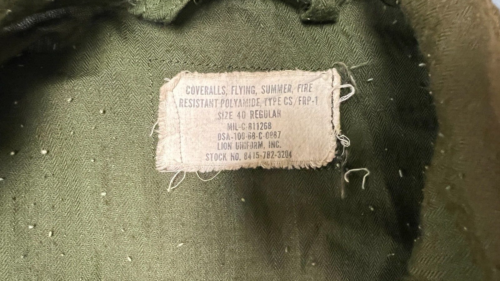 COVERALLS, FLYING, SUMMER, FIRE
RESISTANT POLYAMIDE, TYPE CS/FRP-1
SIZE 40 REGULAR
MIL-C-81126B
DSA-100-68-C-0967
LION UNIFORM, INC.
STOCK NO. 8415-782-3204